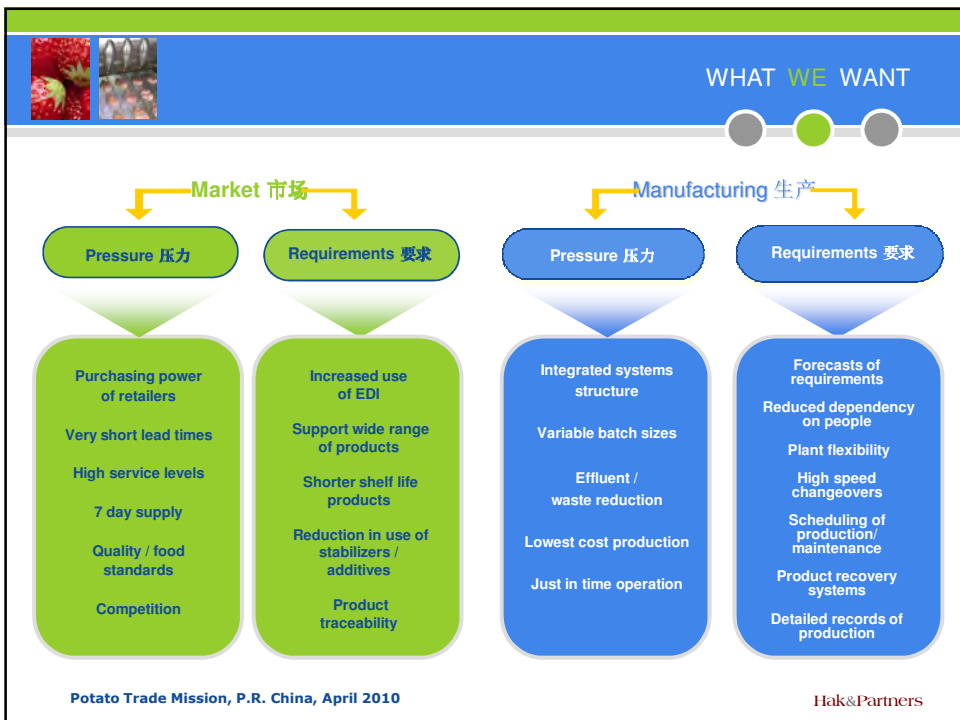 WHAT WE WANT
Market 市场
Pressure 压力
Requirements 要求
Purchasing power
of retailers
Very short lead times
High service levels
7 day supply
Quality / food
standards
Competition
Increased use
of EDI
Support wide range
of products
Shorter shelf life
products
Reduction in use of
stabilizers /
additives
Product
traceability
Manufacturing 生产
Pressure 压力
Requirements 要求
Integrated systems
structure
Variable batch sizes
Effluent /
waste reduction
Lowest cost production
Just in time operation
Forecasts of
requirements
Reduced dependency
on people
Plant flexibility
High speed
changeovers
Scheduling of
production/
maintenance
Product recovery
systems
Detailed records of
production
Potato Trade Mission, P.R. China, April 2010
Hak&Partners